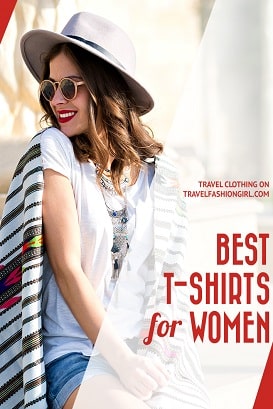 TRAVEL CLOTHING ON
TRAVELFASHIONGIRL.COM
BEST
T-SHIRTS
for WOMEN